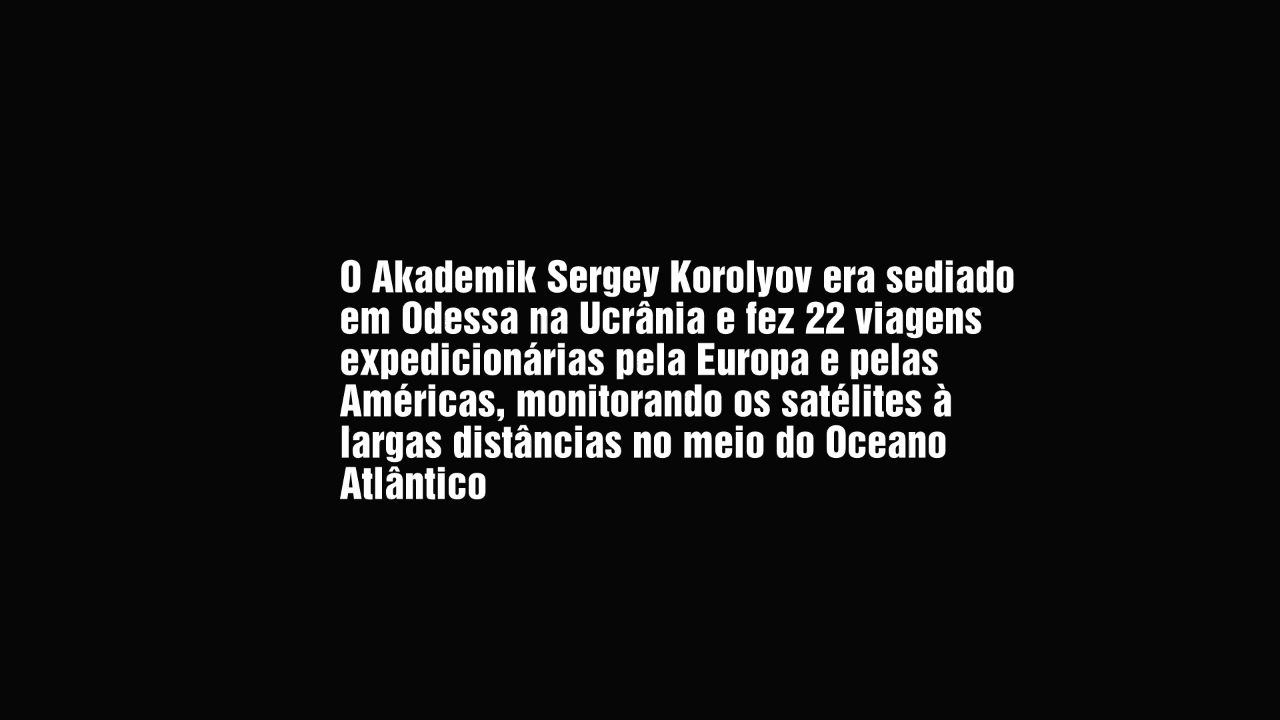 O Akademik Sergey Korolyov era sediado
em Odessa na Ucrânia e fez 22 viagens
expedicionárias pela Europa e pelas
Américas, monitorando os satélites à
largas distâncias no meio do Oceano
Atlântico